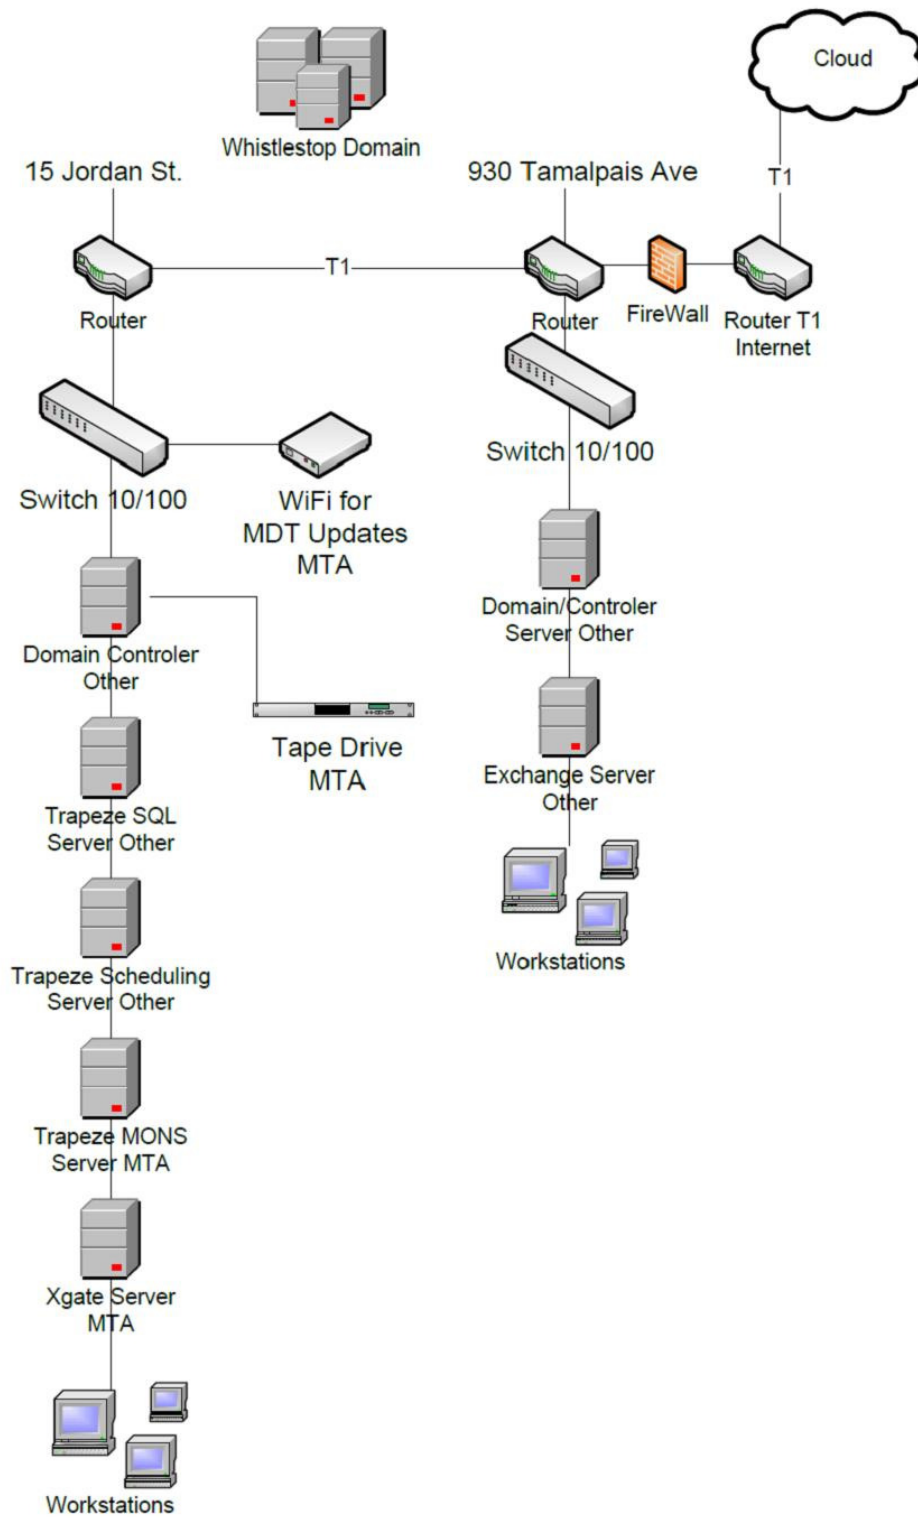 Cloud
Whistlestop Domain
15 Jordan St.
930 Tamalpais Ave
T1
T1
Router
Router
FireWall
Router T1
Internet
Switch 10/100
WiFi for
MDT Updates
MTA
Switch 10/100
Domain Controler
Other
Domain/Controler
Server Other
Tape Drive
MTA
Exchange Server
Other
Trapeze SQL
Server Other
Workstations
Trapeze Scheduling
Server Other
Trapeze MONS
Server MTA
Xgate Server
MTA
Workstations